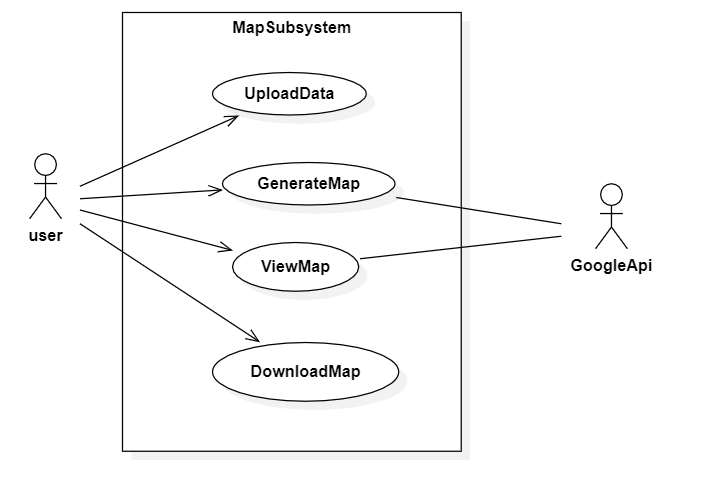 MapSubsystem
UploadData
GenerateMap
user
ViewMap
GoogleApi
DownloadMap